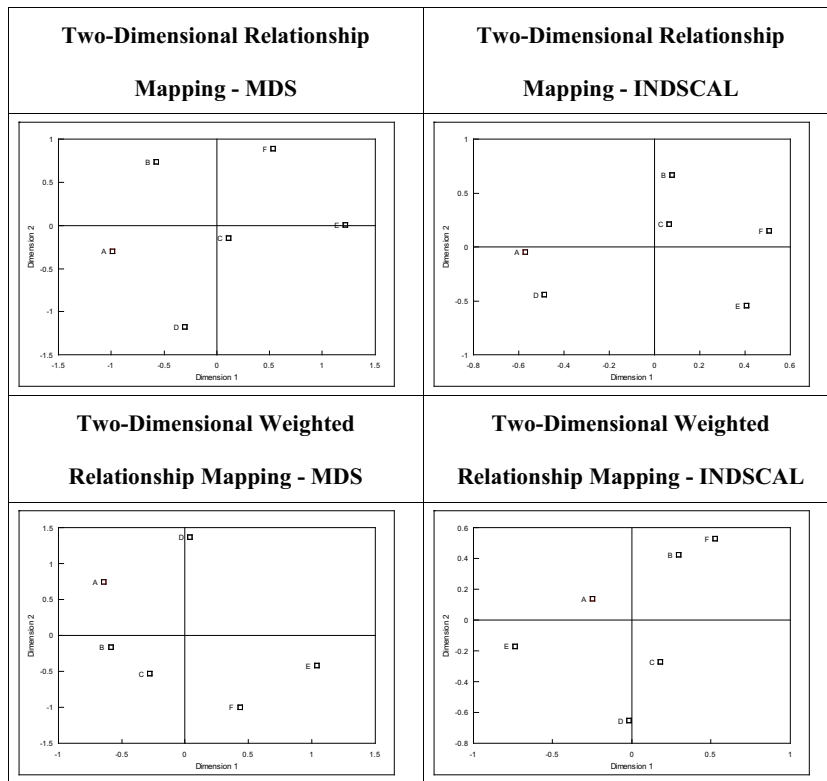 Two-Dimensional Relationship
Mapping - MDS
Two-Dimensional Relationship
Mapping - INDSCAL
1
0.5
0
-0.5
-1
-1.5
-1.5
-1
-0.5
0
0.5
1
1.5
Dimension 2
Dimension 1
B
F
E
C
A
D
1
0.5
0
-0.5
-1
-0.8
-0.6
-0.4
-0.2
0
0.2
0.4
0.6
Dimension 2
Dimension 1
B
C
F
A
D
E
Two-Dimensional Weighted
Relationship Mapping - MDS
Two-Dimensional Weighted
Relationship Mapping - INDSCAL
1.5
1
0.5
0
-0.5
-1
-1.5
-1
-0.5
0
0.5
1
1.5
Dimension 2
Dimension 1
D
A
B
C
E
F
0.6
0.4
0.2
0
-0.2
-0.4
-0.6
-0.8
-1
-0.5
0
0.5
1
Dimension 2
Dimension 1
F
B
A
E
C
D